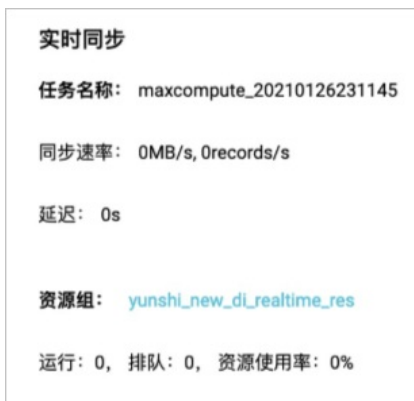 实时同步
任务名称： maxcompute_20210126231145
同步速率： 0MB/s, 0records/s
延迟： 0s
资源组： yunshi_new_di_realtime_res
运行：0， 排队：0， 资源使用率：0%